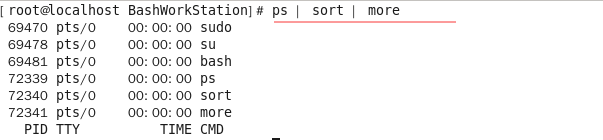 [ root@localhost BashWorkStation] # ps | sort | more
69470 pts/0 00: 00: 00 sudo
69478 pts/0 00: 00: 00 su
69481 pts/0 00: 00: 00 bash
72339 pts/0 00: 00: 00 ps
72340 pts/0 00: 00: 00 sort
72341 pts/0 00: 00: 00 more
PID TTY TIME CMD